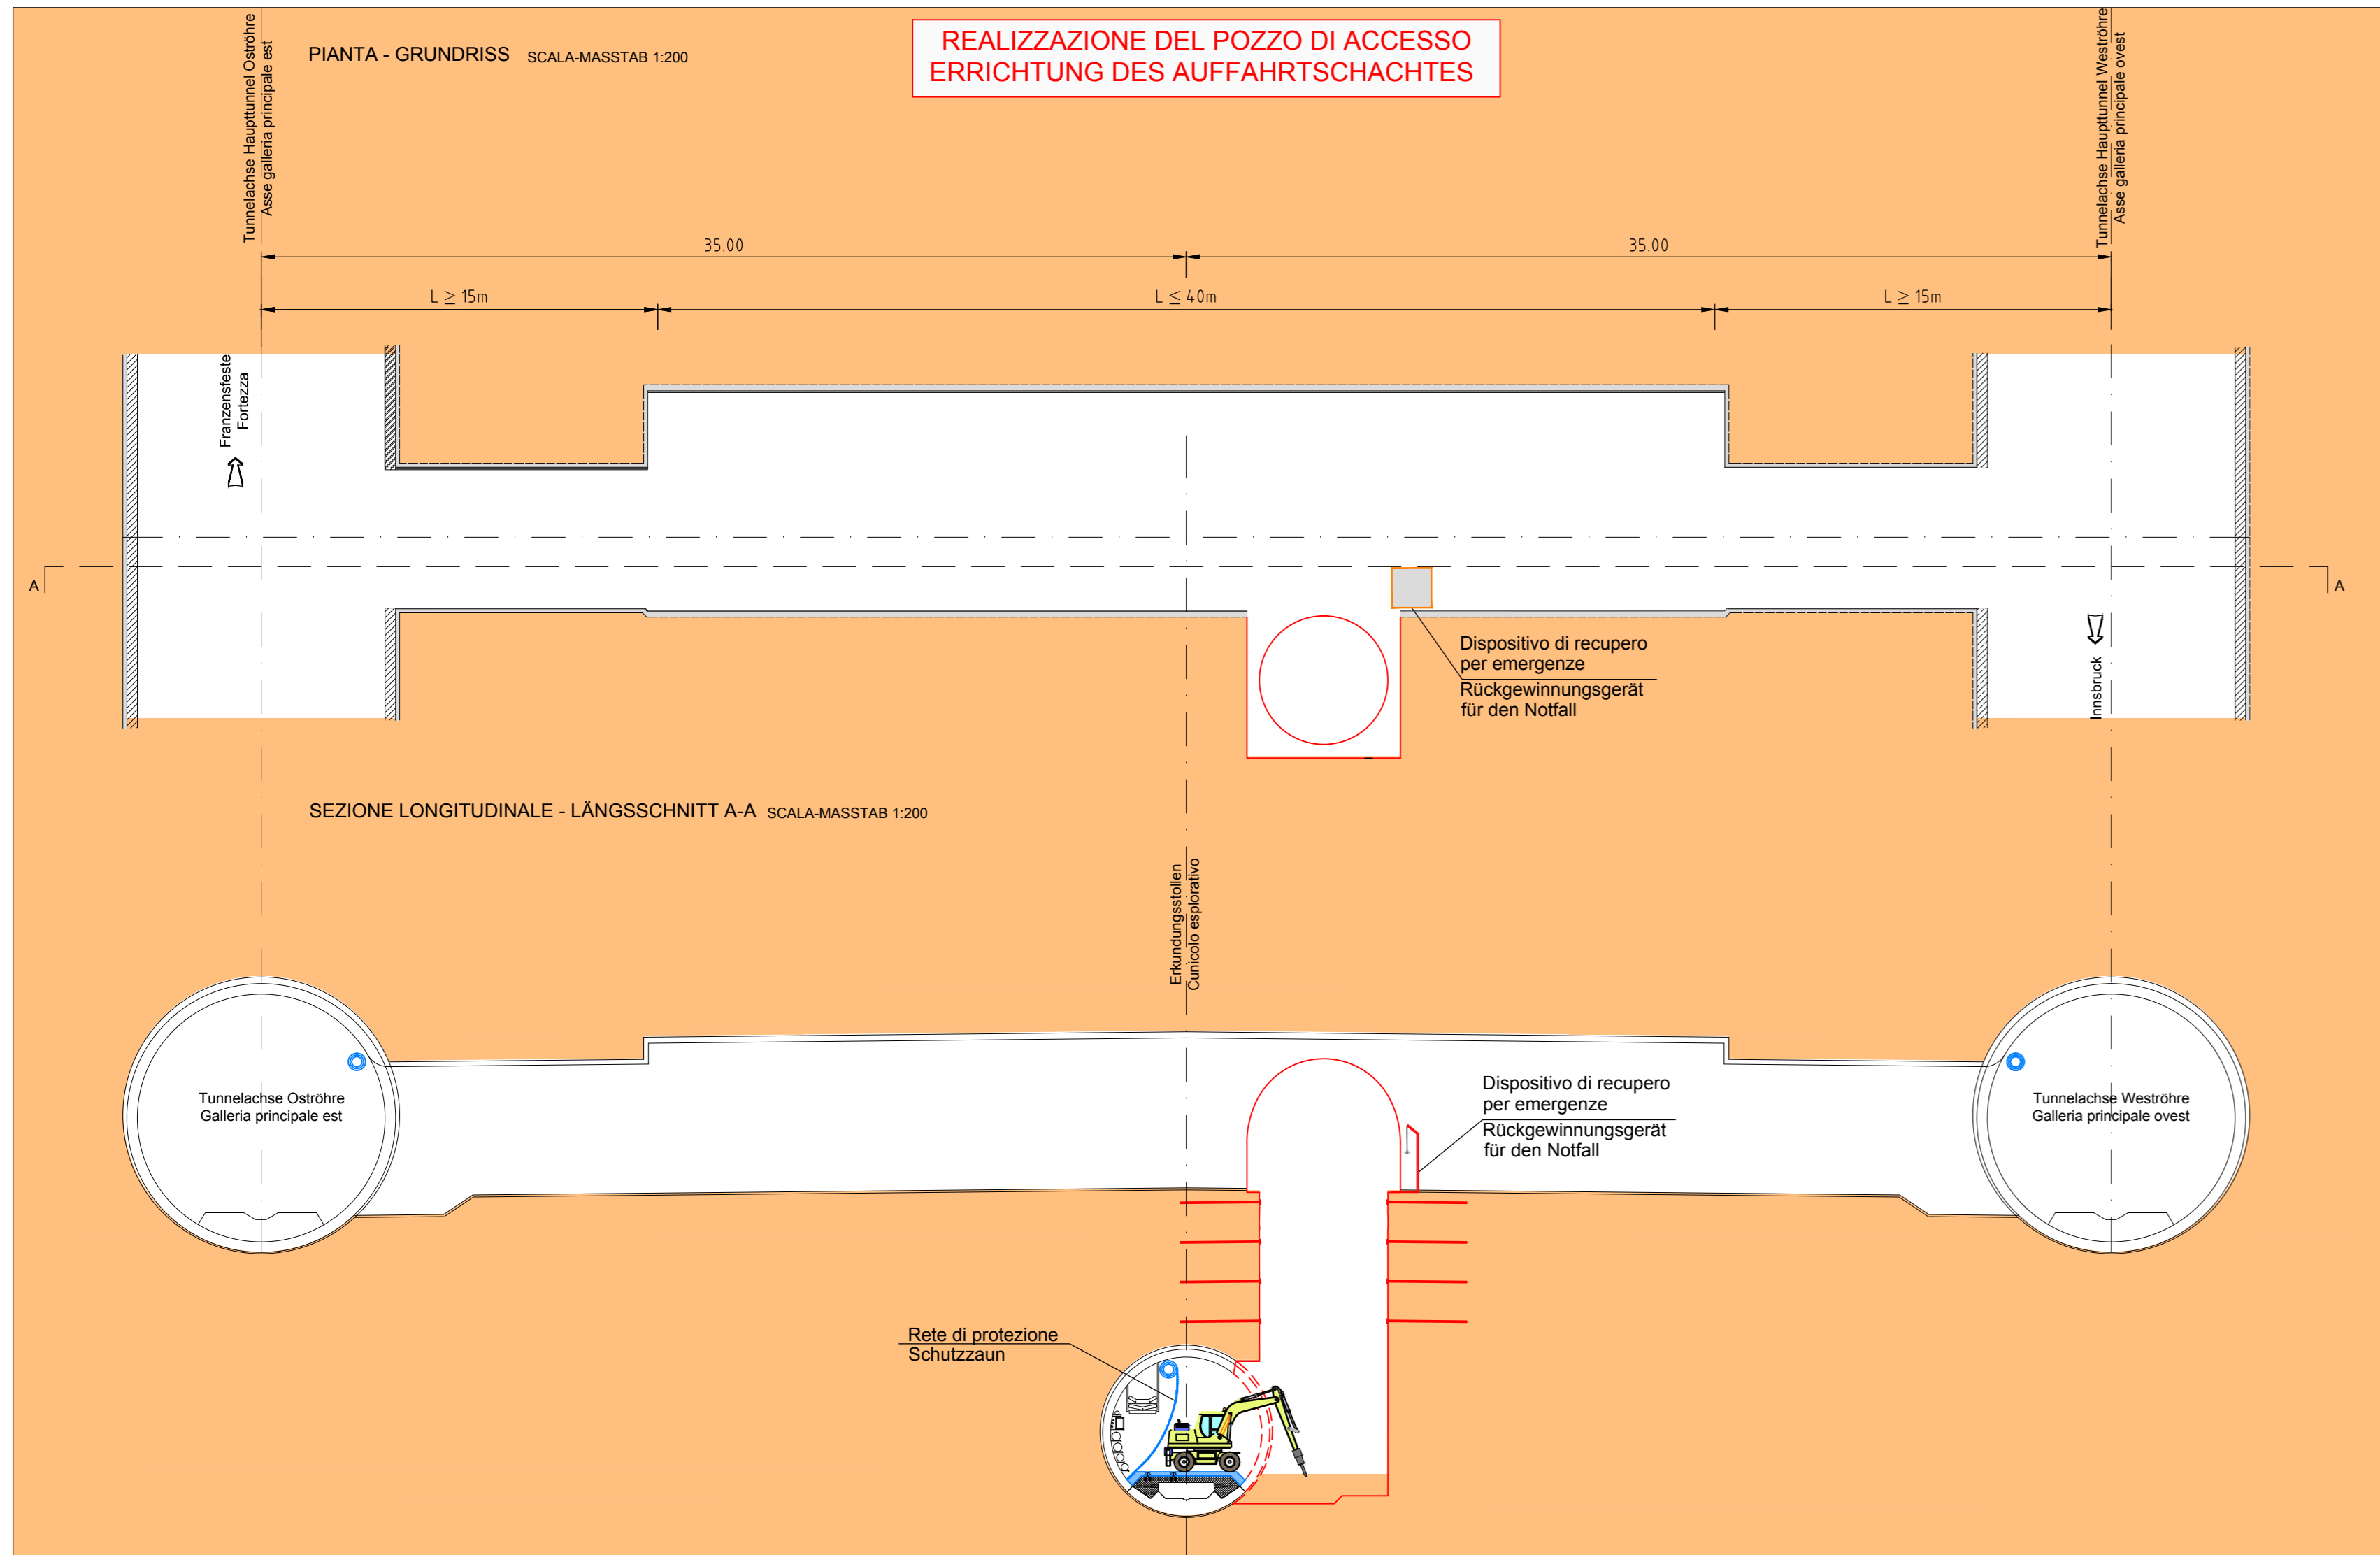 REALIZZAZIONE DEL POZZO DI ACCESSO
ERRICHTUNG DES AUFFAHRTSCHACHTES
PIANTA - GRUNDRISS SCALA-MASSTAB 1:200
Tunnelachse Haupttunnel Oströhre
Asse galleria principale est
Tunnelachse Haupttunnel Weströhre
Asse galleria principale ovest
35.00
35.00
L ≥ 15m
L ≤ 40m
L ≥ 15m
Franzensfeste
Fortezza
A
A
Dispositivo di recupero
per emergenze
Rückgewinnungsgerät
für den Notfall
Innsbruck
SEZIONE LONGITUDINALE - LÄNGSSCHNITT A-A SCALA-MASSTAB 1:200
Erkundungsstollen
Cunicolo esplorativo
Tunnelachse Oströhre
Galleria principale est
Dispositivo di recupero
per emergenze
Rückgewinnungsgerät
für den Notfall
Tunnelachse Weströhre
Galleria principale ovest
Rete di protezione
Schutzzaun